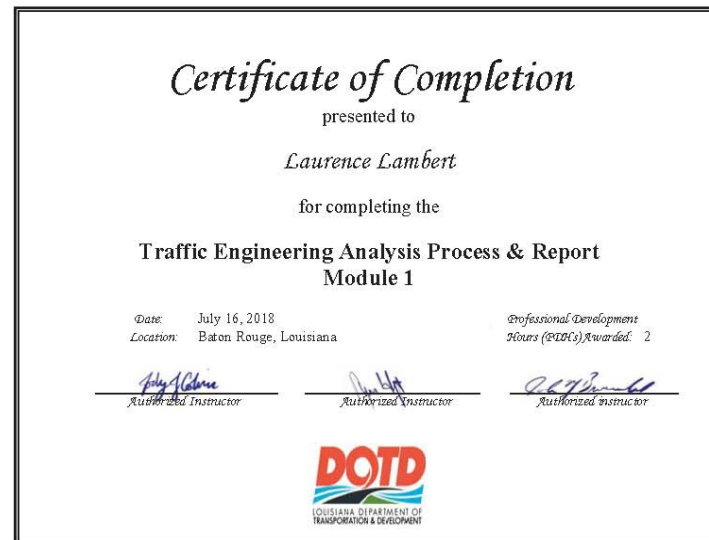 Certificate of Completion
presented to
Laurence Lambert
for completing the
Traffic Engineering Analysis Process & Report
Module 1
Date: July 16, 2018
Location: Baton Rouge, Louisiana
Professional Development
Hours (PDHs) Awarded: 2
Authorized Instructor
Authorized Instructor
Authorized instructor
DOTD
LOUISIANA DEPARTMENT OF
TRANSPORTATION & DEVELOPMENT